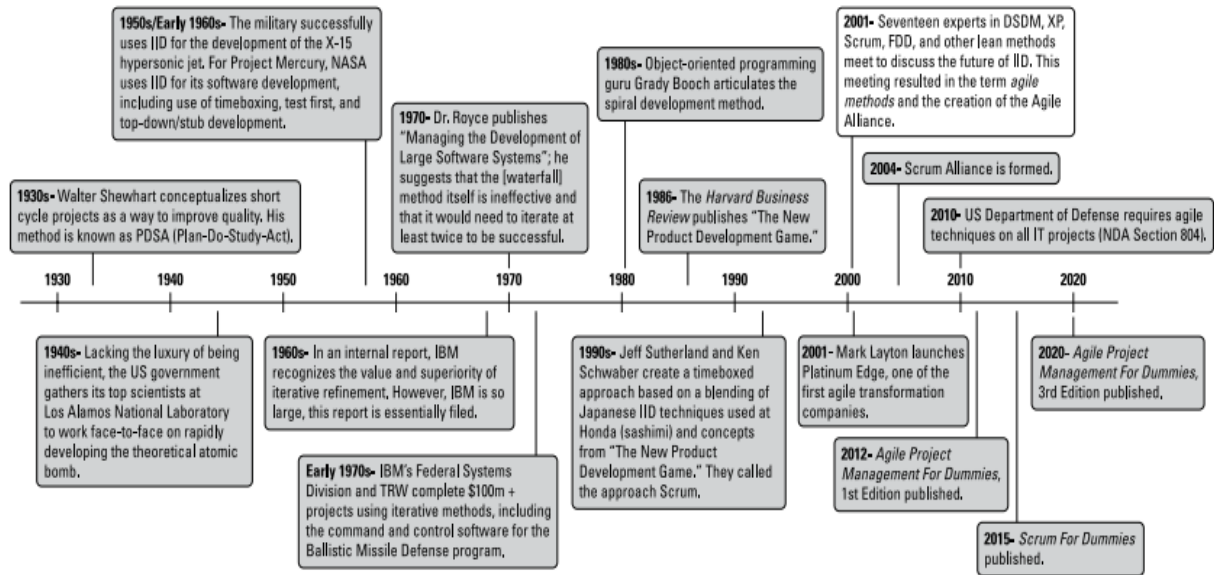 1950s/Early 1960s- The military successfully
uses IID for the development of the X-15
hypersonic jet. For Project Mercury, NASA
uses IID for its software development,
including use of timeboxing, test first, and
top-down/stub development.
2001- Seventeen experts in DSDM, XP,
Scrum, FDD, and other lean methods
meet to discuss the future of IID. This
meeting resulted in the term agile
methods and the creation of the Agile
Alliance.
1980s- Object-oriented programming
guru Grady Booch articulates the
spiral development method.
1970- Dr. Royce publishes
“Managing the Development of
Large Software Systems”; he
suggests that the [waterfall]
method itself is ineffective and
that it would need to iterate at
least twice to be successful.
2004- Scrum Alliance is formed.
1930s- Walter Shewhart conceptualizes short
cycle projects as a way to improve quality. His
method is known as PDSA (Plan-Do-Study-Act).
1986- The Harvard Business
Review publishes “The New
Product Development Game.”
2010- US Department of Defense requires agile
techniques on all IT projects (NDA Section 804).
1930 1940 1950 1960 1970 1980 1990 2000 2010 2020
1940s- Lacking the luxury of being
inefficient, the US government
gathers its top scientists at
Los Alamos National Laboratory
to work face-to-face on rapidly
developing the theoretical atomic
bomb.
1960s- In an internal report, IBM
recognizes the value and superiority of
iterative refinement. However, IBM is so
large, this report is essentially filed.
1990s- Jeff Sutherland and Ken
Schwaber create a timeboxed
approach based on a blending of
Japanese IID techniques used at
Honda (sashimi) and concepts
from “The New Product
Development Game.” They called
the approach Scrum.
2001- Mark Layton launches
Platinum Edge, one of the
first agile transformation
companies.
2020- Agile Project
Management For Dummies,
3rd Edition published.
Early 1970s- IBM’s Federal Systems
Division and TRW complete $100m +
projects using iterative methods, including
the command and control software for the
Ballistic Missile Defense program.
2012- Agile Project
Management For Dummies,
1st Edition published.
2015- Scrum For Dummies
published.